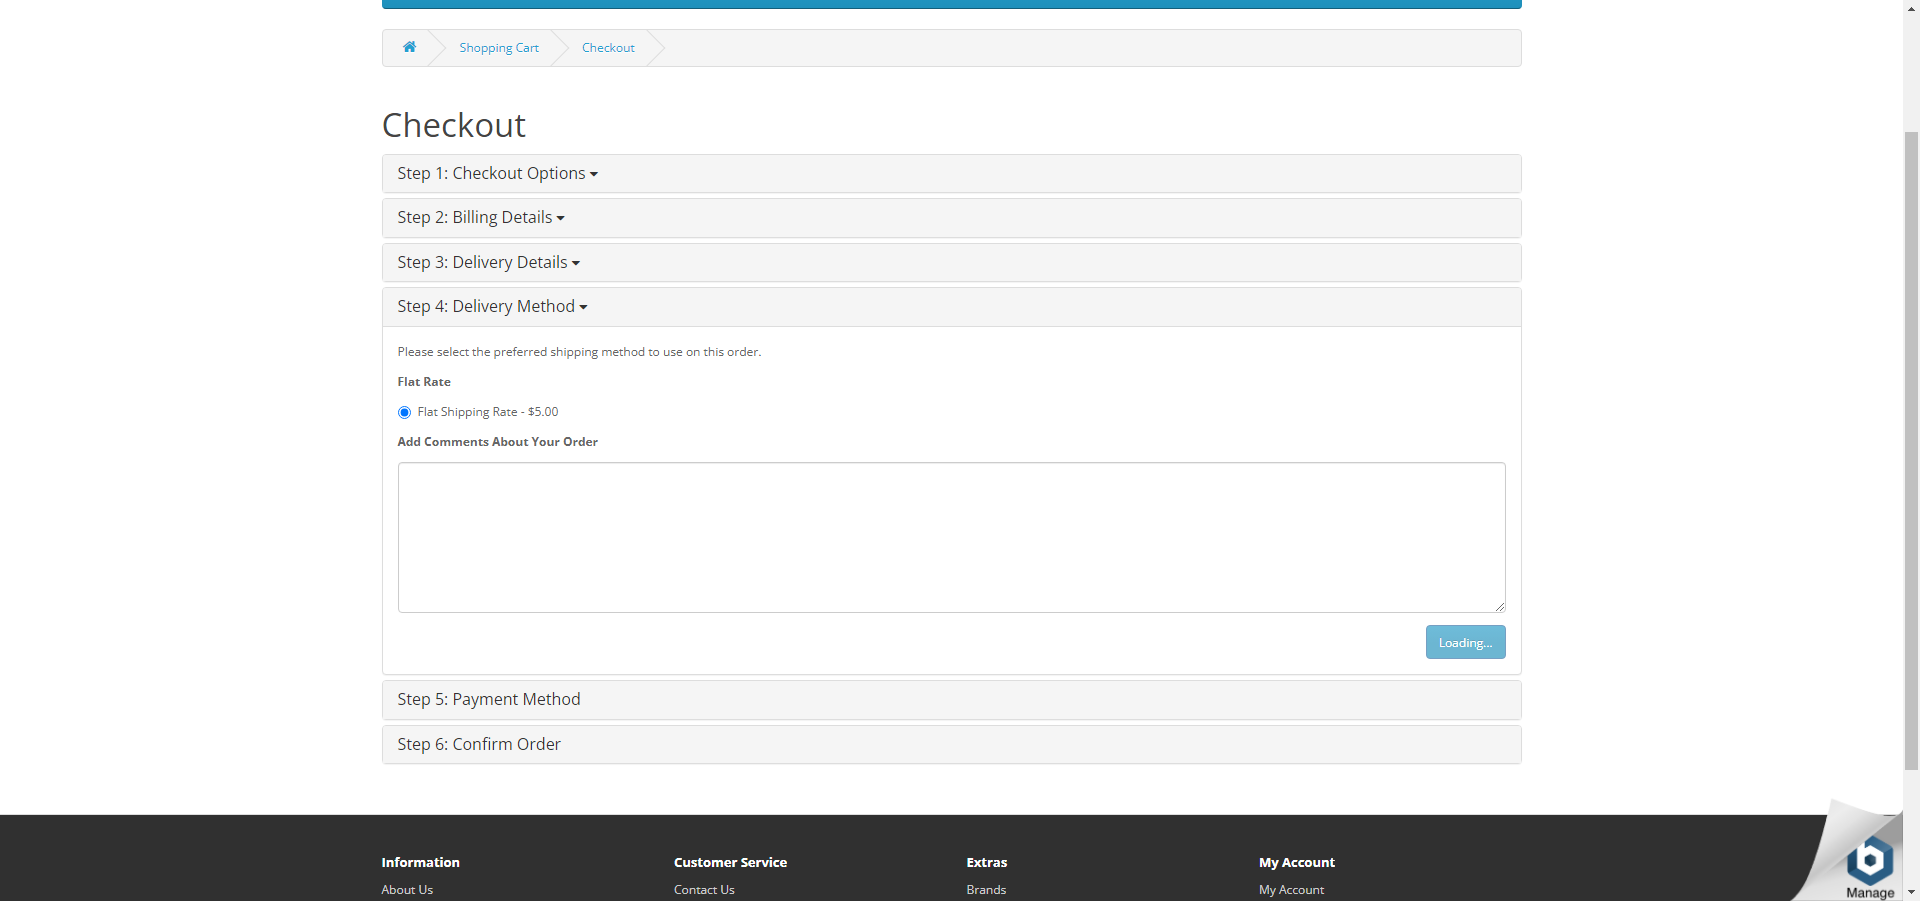 Shopping Cart
Checkout
Checkout
Step 1: Checkout Options
Step 2: Billing Details
Step 3: Delivery Details
Step 4: Delivery Method
Please select the preferred shipping method to use on this order.
Flat Rate
Flat Shipping Rate - $5.00
Add Comments About Your Order
Loading...
Step 5: Payment Method
Step 6: Confirm Order
Information
Customer Service
Extras
My Account
About Us
Contact Us
Brands
My Account
b
Manage